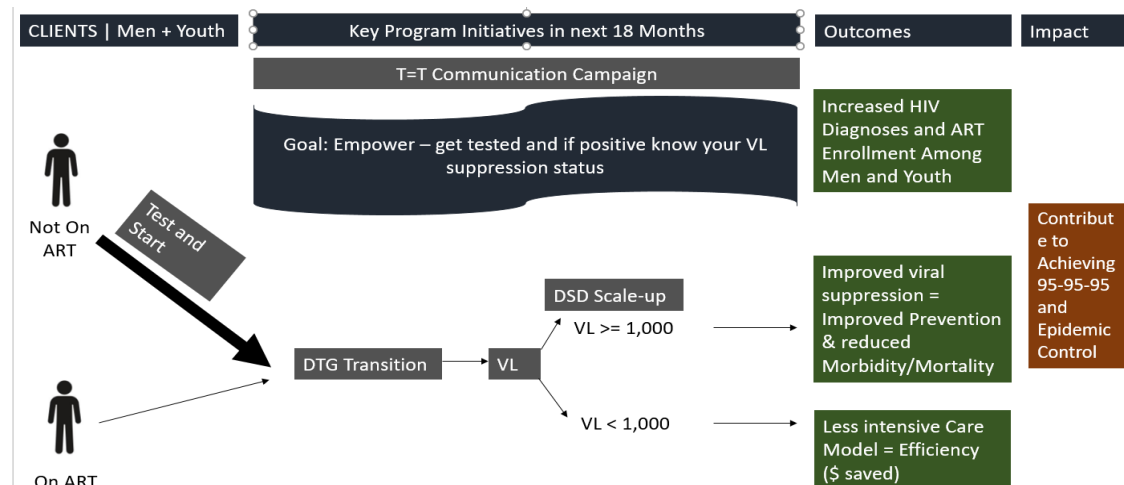 CLIENTS | Men + Youth
Key Program Initiatives in next 18 Months
Outcomes
Impact
T=T Communication Campaign
Goal: Empower – get tested and if positive know your VL
suppression status
Increased HIV
Diagnoses and ART
Enrollment Among
Men and Youth
Not On
ART
Test and
Start
Contribut
e to
Achieving
95-95-95
and
Epidemic
Control
DSD Scale-up
VL >= 1,000
Improved viral
suppression =
Improved Prevention
& reduced
Morbidity/Mortality
DTG Transition
VL
VL < 1,000
Less intensive Care
Model = Efficiency
($ saved)
On ART